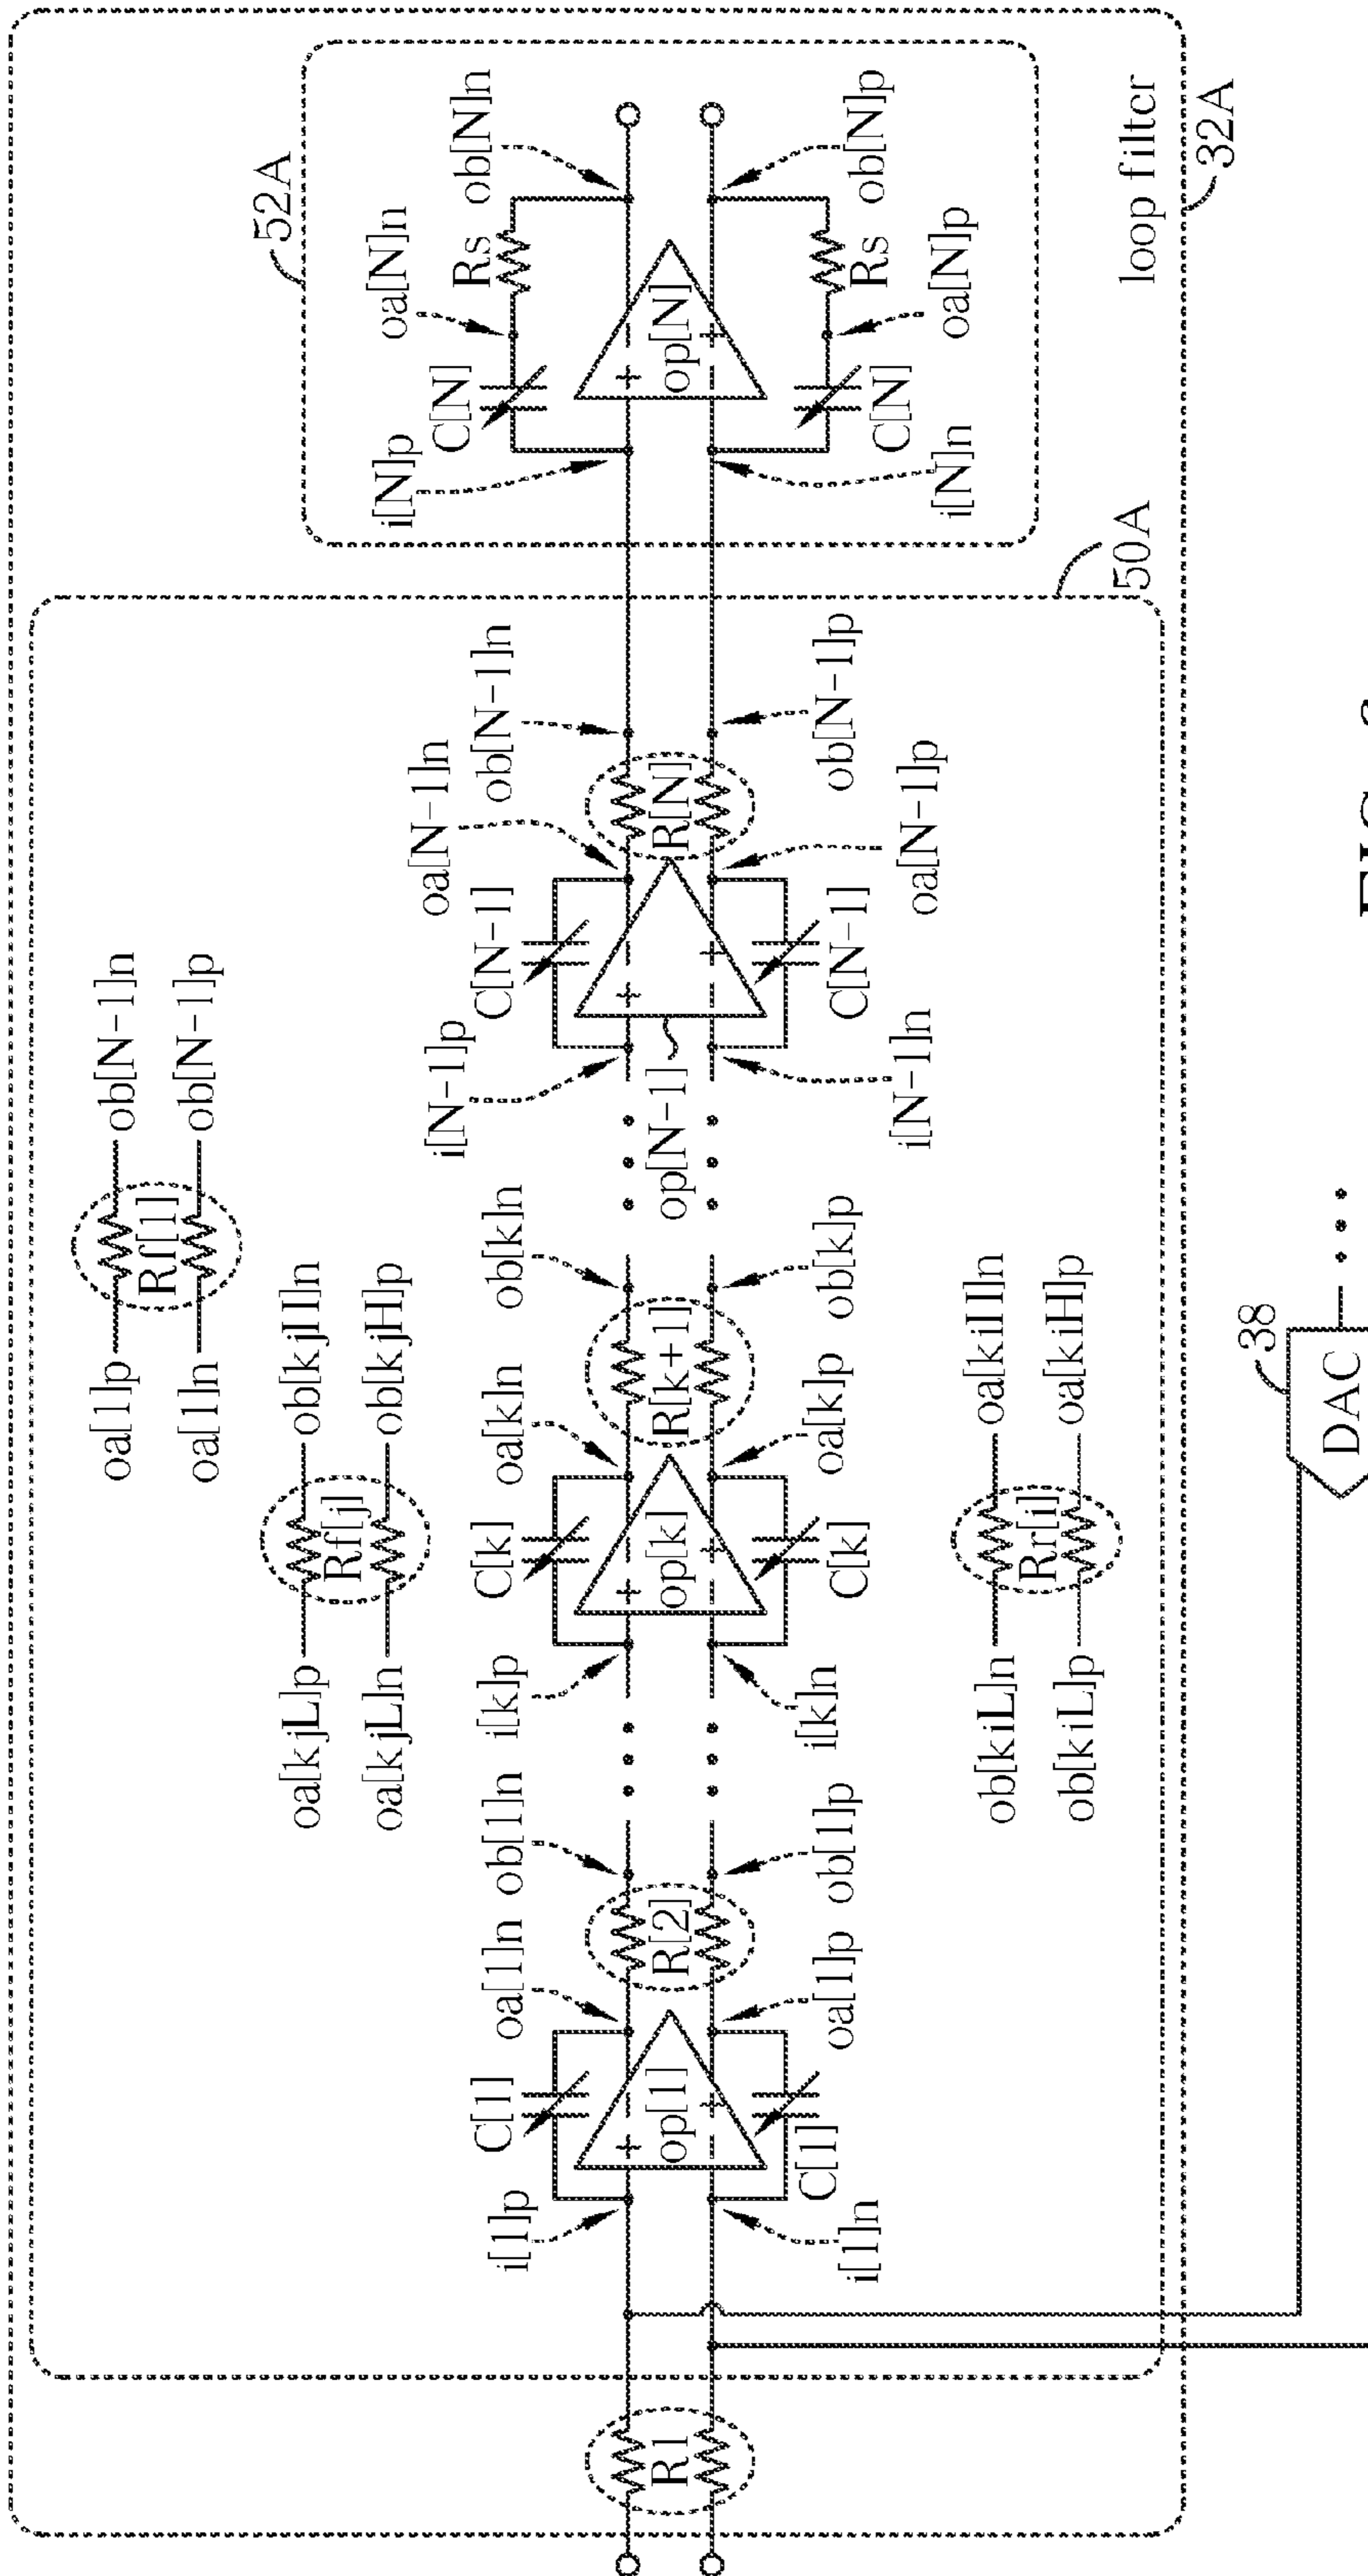 52A
oa[N]n
ob[N]n
Rs
C[N]
i[N]p
op[N]
ob[N]p
Rs
oa[N]p
C[N]
i[N]n
loop filter
32A
50A
oa[1]p
Rf[1]
ob[N-1]n
oa[1]n
ob[N-1]p
oa[kjL]p
Rf[j]
ob[kjH]n
oa[kjL]n
ob[kjH]p
oa[N-1]n
ob[N-1]n
C[N-1]
i[N-1]p
R[N]
op[N-1]
ob[N-1]p
oa[N-1]p
C[N-1]
i[N-1]n
oa[k]n
ob[k]n
C[k]
i[k]p
op[k]
R[k+1]
ob[k]p
oa[k]p
C[k]
i[k]n
oa[1]n
ob[1]n
C[1]
i[1]p
op[1]
R[2]
ob[1]p
oa[1]p
C[1]
i[1]n
R1
ob[kiL]n
Rr[i]
oa[kiH]n
ob[kiL]p
oa[kiH]p
38
DAC